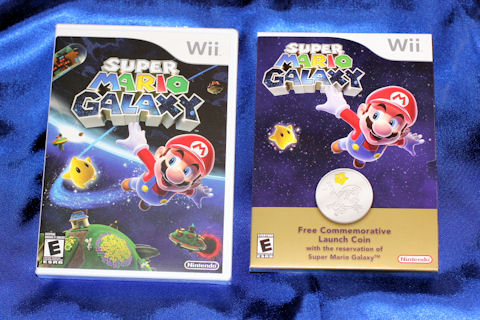 Wii
SUPER
MARIO
GALAXY
E
ESRB
Nintendo
Wii
SUPER
MARIO
GALAXY
Free Commemorative
Launch Coin
with the reservation of
Super Mario Galaxy™
E
Nintendo